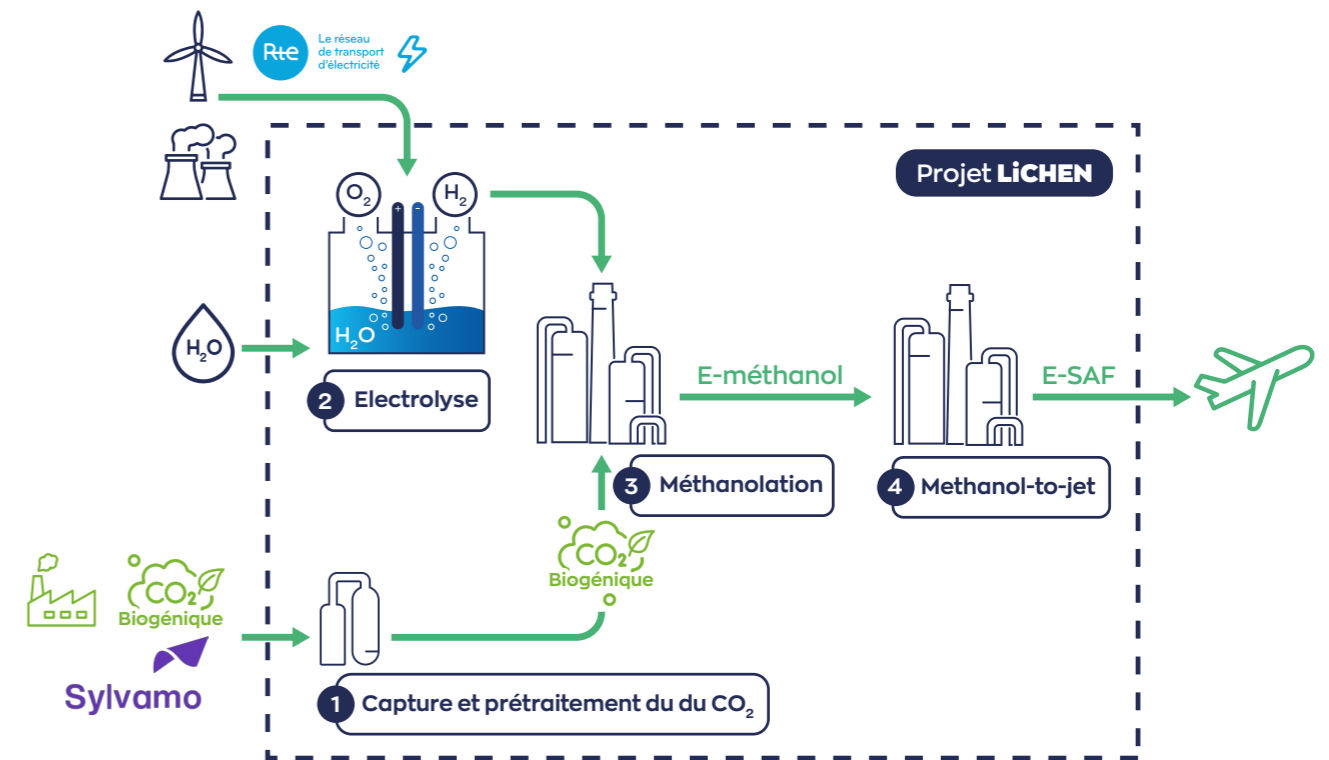 Rte
Le réseau
de transport
d'électricité
Projet LiCHEN
O₂
H₂
+
-
H₂O
H₂O
2 Electrolyse
E-méthanol
E-SAF
3 Méthanolation
4 Methanol-to-jet
CO₂
Biogénique
CO₂
Biogénique
Sylvamo
1 Capture et prétraitement du du CO₂